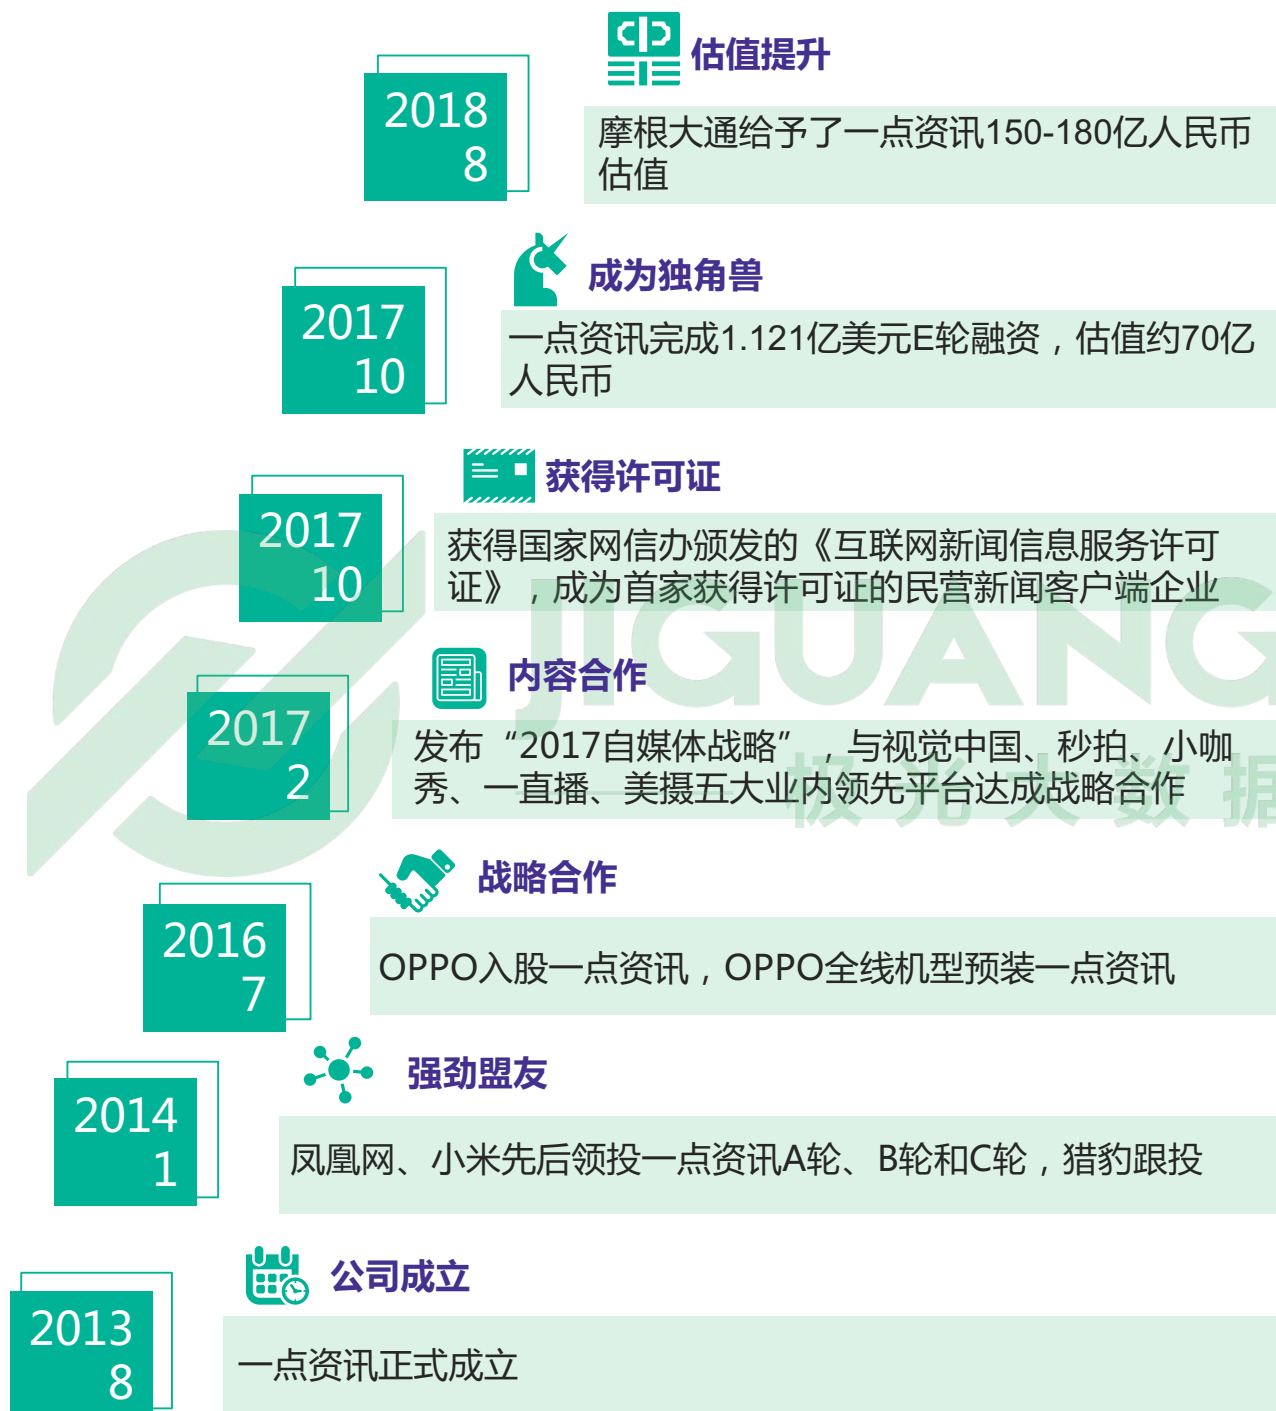 估值提升
2018
8
摩根大通给予了一点资讯150-180亿人民币
估值
成为独角兽
2017
10
一点资讯完成1.121亿美元E轮融资，估值约70亿
人民币
获得许可证
2017
10
获得国家网信办颁发的《互联网新闻信息服务许可
证》，成为首家获得许可证的民营新闻客户端企业
JIGUANG
内容合作
2017
2
发布“2017自媒体战略”，与视觉中国、秒拍、小咖
秀、一直播、美摄五大业内领先平台达成战略合作
极光大数据
战略合作
2016
7
OPPO入股一点资讯，OPPO全线机型预装一点资讯
强劲盟友
2014
1
凤凰网、小米先后领投一点资讯A轮、B轮和C轮，猎豹跟投
公司成立
2013
8
一点资讯正式成立